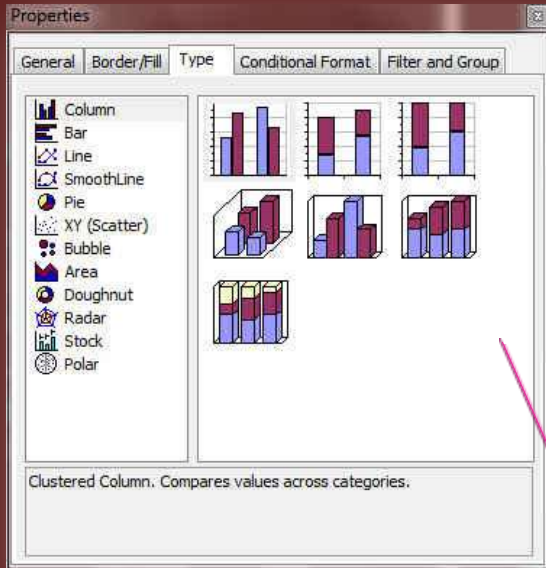 Properties
General Border/Fill Type Conditional Format Filter and Group
Column
Bar
Line
SmoothLine
Pie
XY (Scatter)
Bubble
Area
Doughnut
Radar
Stock
Polar
Clustered Column. Compares values across categories.